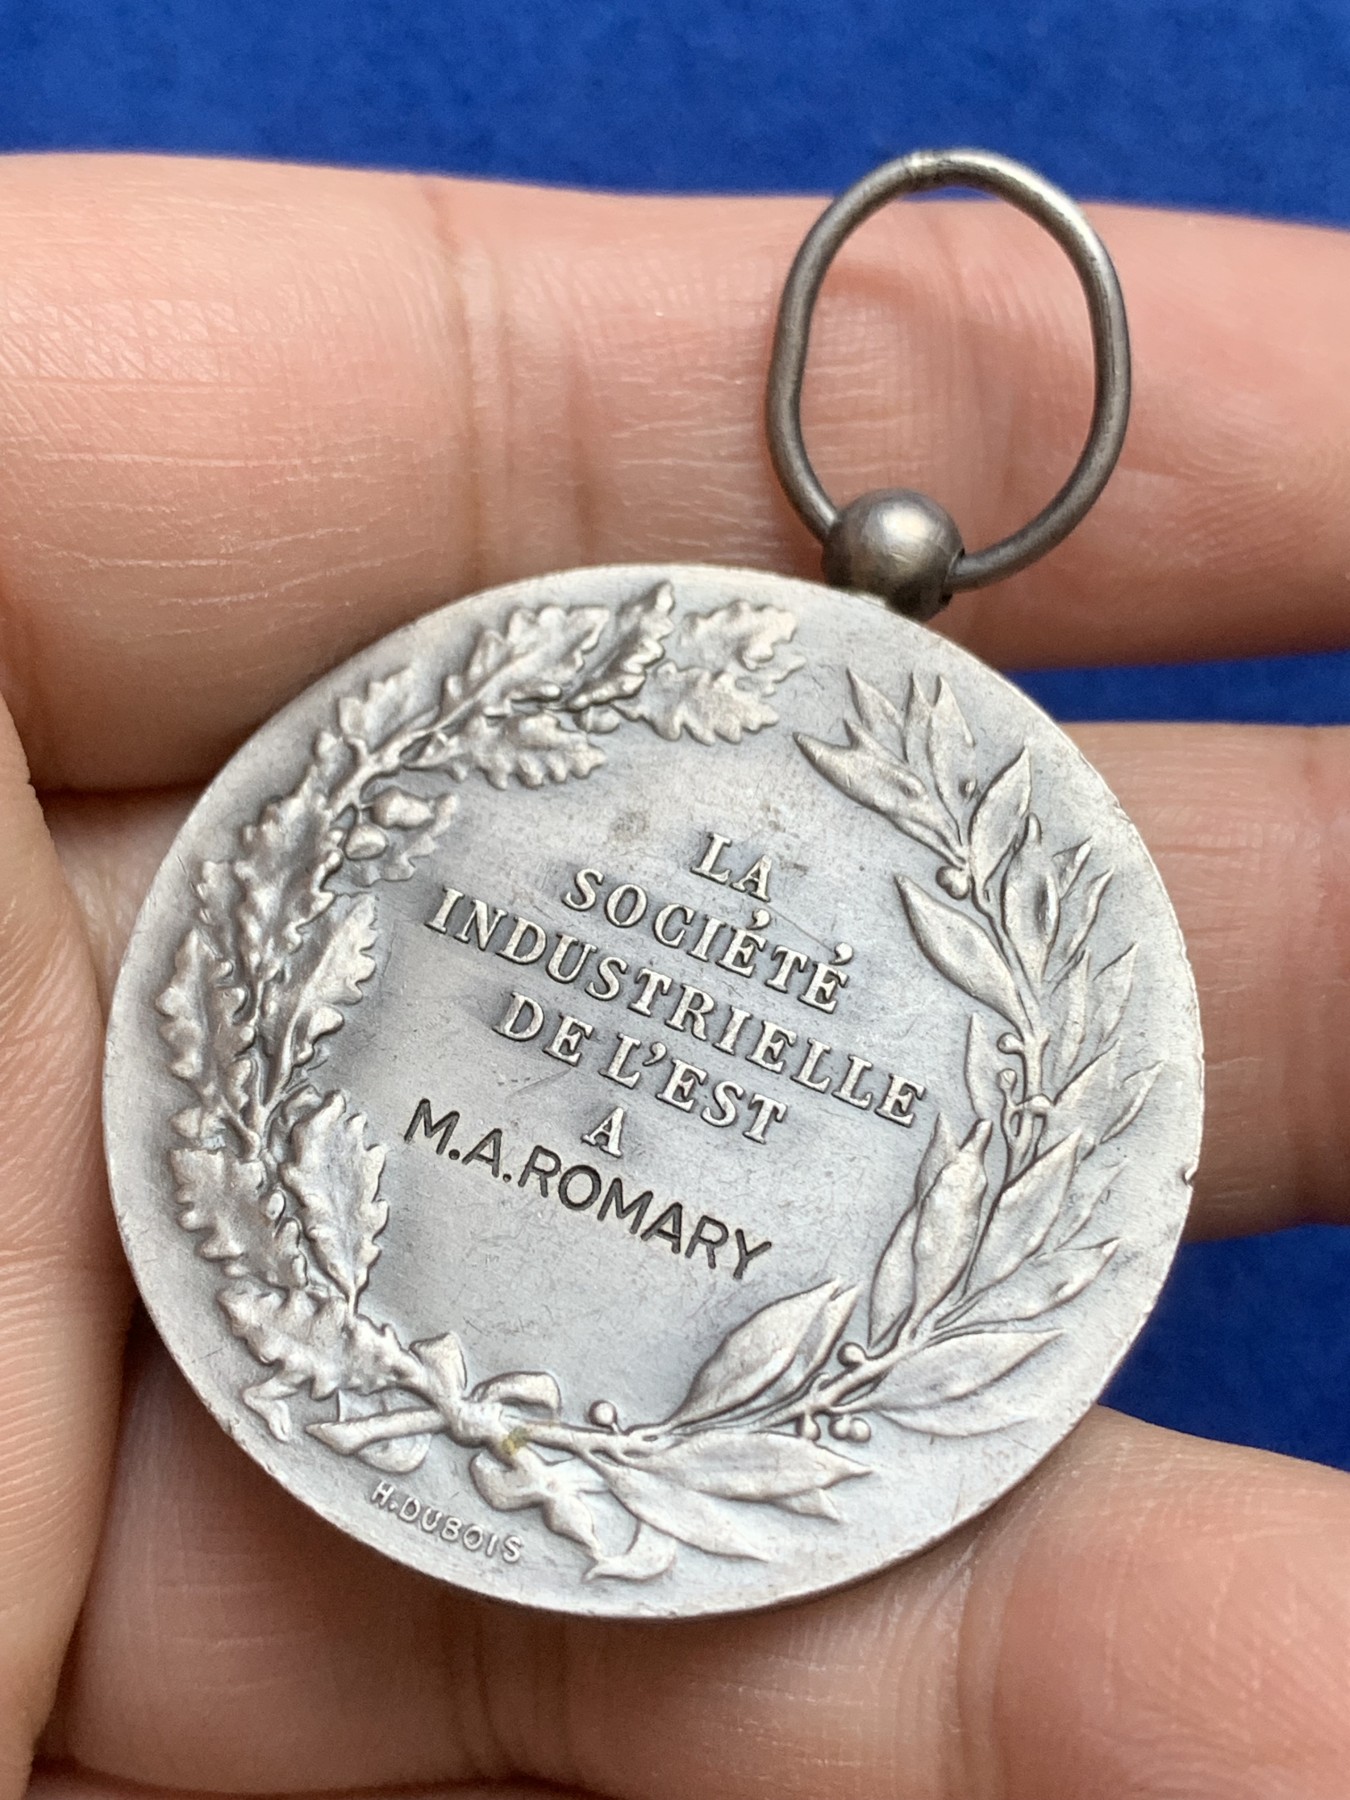 LA
SOCIÉTÉ
INDUSTRIELLE
DE L'EST
A
M.A.ROMARY
H.DUBOIS